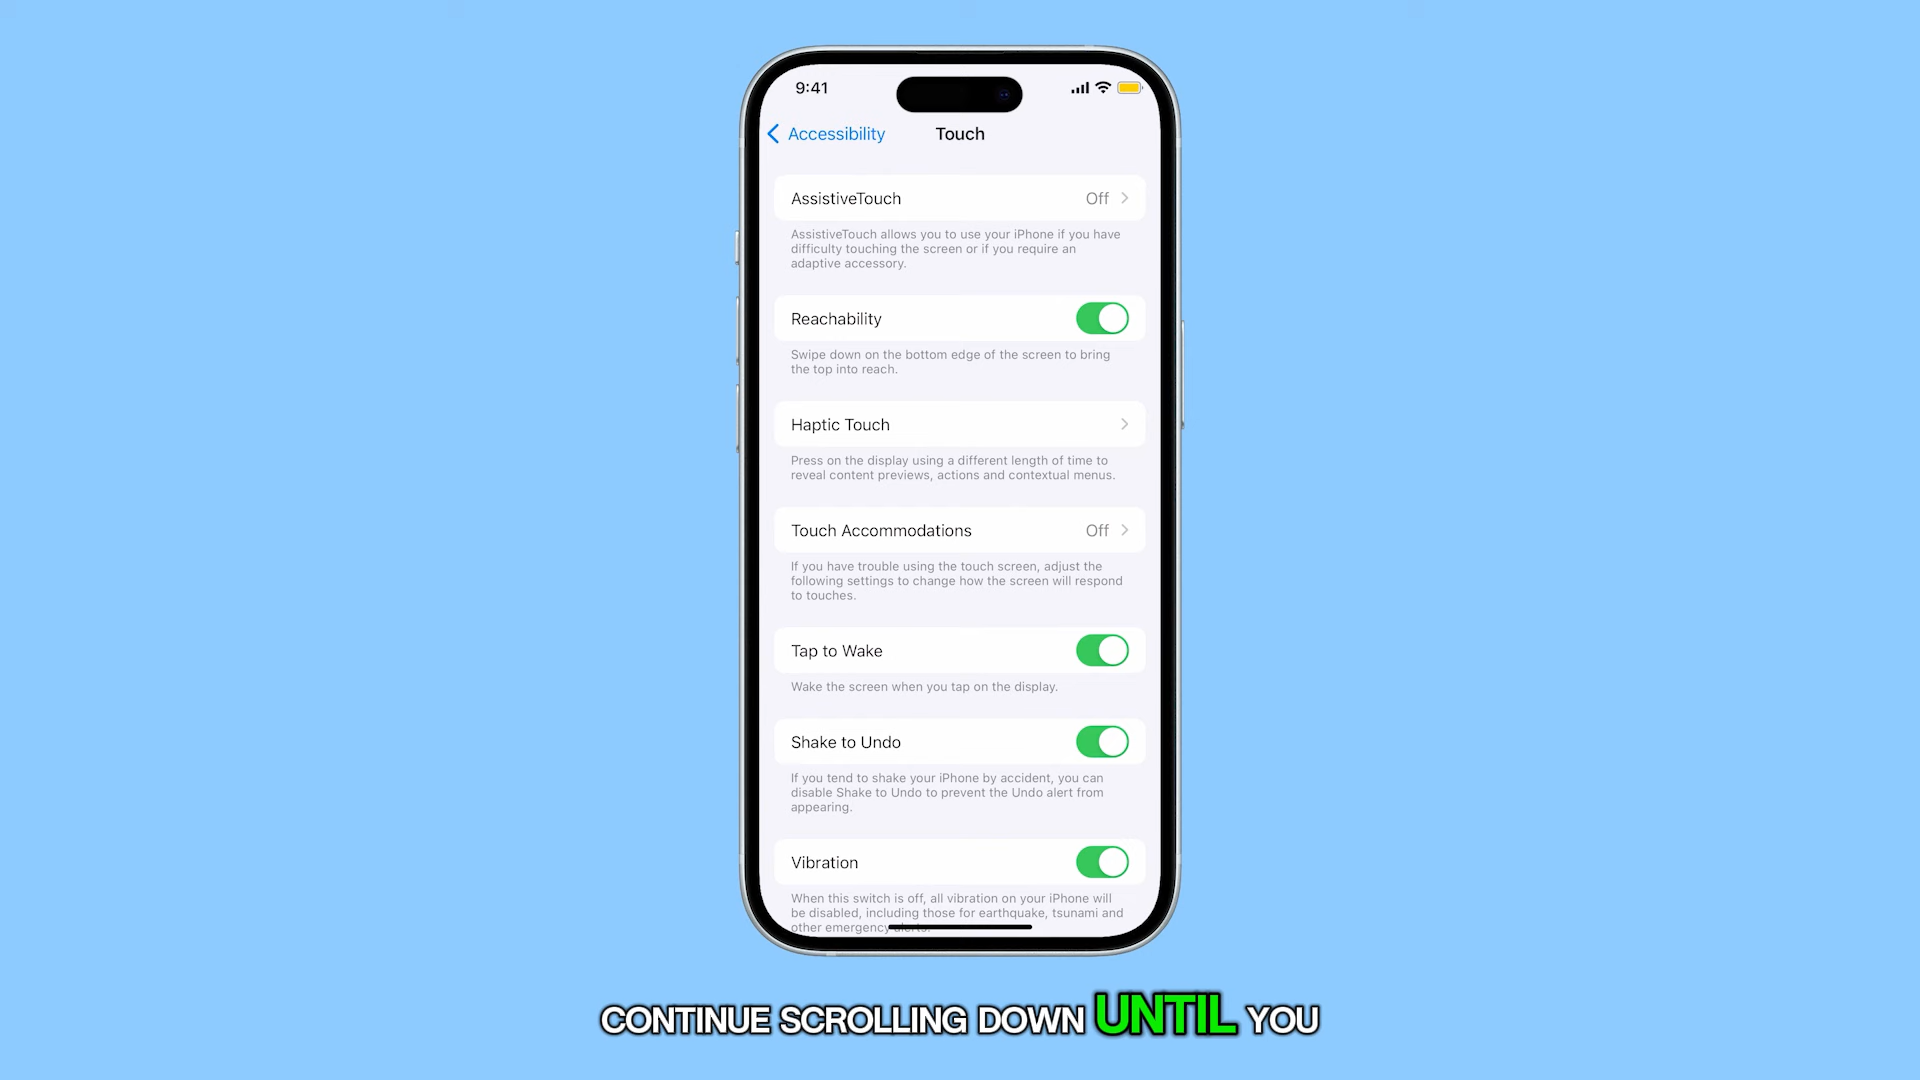 9:41
Accessibility
Touch
AssistiveTouch
Off
AssistiveTouch allows you to use your iPhone if you have
difficulty touching the screen or if you require an
adaptive accessory.
Reachability
Swipe down on the bottom edge of the screen to bring
the top into reach.
Haptic Touch
Press on the display using a different length of time to
reveal content previews, actions and contextual menus.
Touch Accommodations
Off
If you have trouble using the touch screen, adjust the
following settings to change how the screen will respond
to touches.
Tap to Wake
Wake the screen when you tap on the display.
Shake to Undo
If you tend to shake your iPhone by accident, you can
disable Shake to Undo to prevent the Undo alert from
appearing.
Vibration
When this switch is off, all vibration on your iPhone will
be disabled, including those for earthquake, tsunami and
other emergency alerts.
CONTINUE SCROLLING DOWN UNTIL YOU